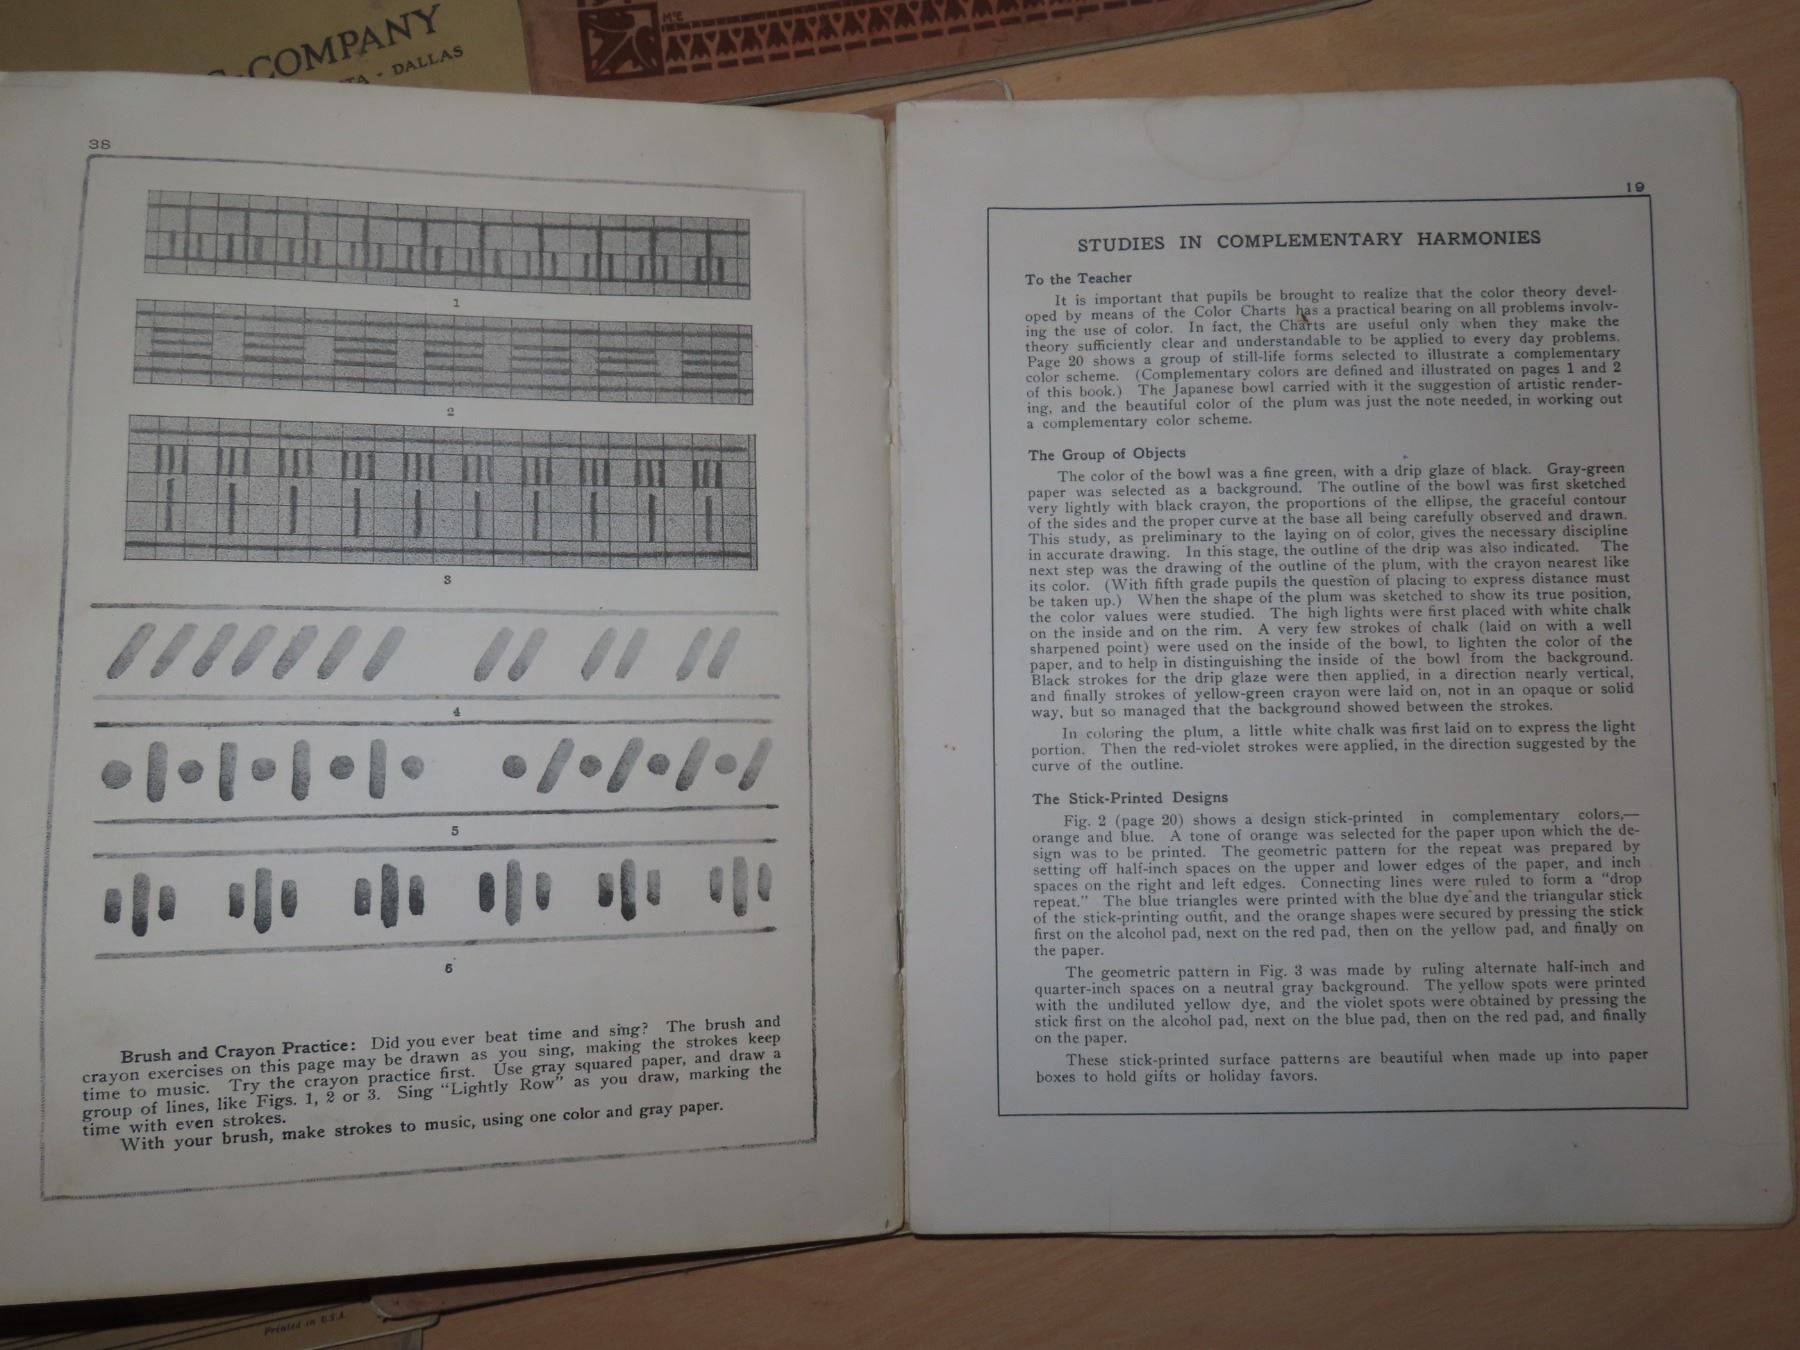 COMPANY
DALLAS
38
1
2
3
4
5
6
Brush and Crayon Practice: Did you ever beat time and sing? The brush and
crayon exercises on this page may be drawn as you sing, making the strokes keep
time to music. Try the crayon practice first. Use gray squared paper, and draw a
group of lines, like Figs. 1, 2 or 3. Sing "Lightly Row" as you draw, marking the
time with even strokes.
With your brush, make strokes to music, using one color and gray paper.
19
STUDIES IN COMPLEMENTARY HARMONIES
To the Teacher
It is important that pupils be brought to realize that the color theory devel-
oped by means of the Color Charts has a practical bearing on all problems involv-
ing the use of color. In fact, the Charts are useful only when they make the
theory sufficiently clear and understandable to be applied to every day problems.
Page 20 shows a group of still-life forms selected to illustrate a complementary
color scheme. (Complementary colors are defined and illustrated on pages 1 and 2
of this book.) The Japanese bowl carried with it the suggestion of artistic render-
ing, and the beautiful color of the plum was just the note needed, in working out
a complementary color scheme.
The Group of Objects
The color of the bowl was a fine green, with a drip glaze of black. Gray-green
paper was selected as a background. The outline of the bowl was first sketched
very lightly with black crayon, the proportions of the ellipse, the graceful contour
of the sides and the proper curve at the base all being carefully observed and drawn.
This study, as preliminary to the laying on of color, gives the necessary discipline
in accurate drawing. In this stage, the outline of the drip was also indicated. The
next step was the drawing of the outline of the plum, with the crayon nearest like
its color. (With fifth grade pupils the question of placing to express distance must
be taken up.) When the shape of the plum was sketched to show its true position,
the color values were studied. The high lights were first placed with white chalk
on the inside and on the rim. A very few strokes of chalk (laid on with a well
sharpened point) were used on the inside of the bowl, to lighten the color of the
paper, and to help in distinguishing the inside of the bowl from the background.
Black strokes for the drip glaze were then applied, in a direction nearly vertical,
and finally strokes of yellow-green crayon were laid on, not in an opaque or solid
way, but so managed that the background showed between the strokes.
In coloring the plum, a little white chalk was first laid on to express the light
portion. Then the red-violet strokes were applied, in the direction suggested by the
curve of the outline.
The Stick-Printed Designs
Fig. 2 (page 20) shows a design stick-printed in complementary colors,—
orange and blue. A tone of orange was selected for the paper upon which the de-
sign was to be printed. The geometric pattern for the repeat was prepared by
setting off half-inch spaces on the upper and lower edges of the paper, and inch
spaces on the right and left edges. Connecting lines were ruled to form a "drop
repeat." The blue triangles were printed with the blue dye and the triangular stick
of the stick-printing outfit, and the orange shapes were secured by pressing the stick
first on the alcohol pad, next on the red pad, then on the yellow pad, and finally on
the paper.
The geometric pattern in Fig. 3 was made by ruling alternate half-inch and
quarter-inch spaces on a neutral gray background. The yellow spots were printed
with the undiluted yellow dye, and the violet spots were obtained by pressing the
stick first on the alcohol pad, next on the blue pad, then on the red pad, and finally
on the paper.
These stick-printed surface patterns are beautiful when made up into paper
boxes to hold gifts or holiday favors.
Printed in U.S.A.